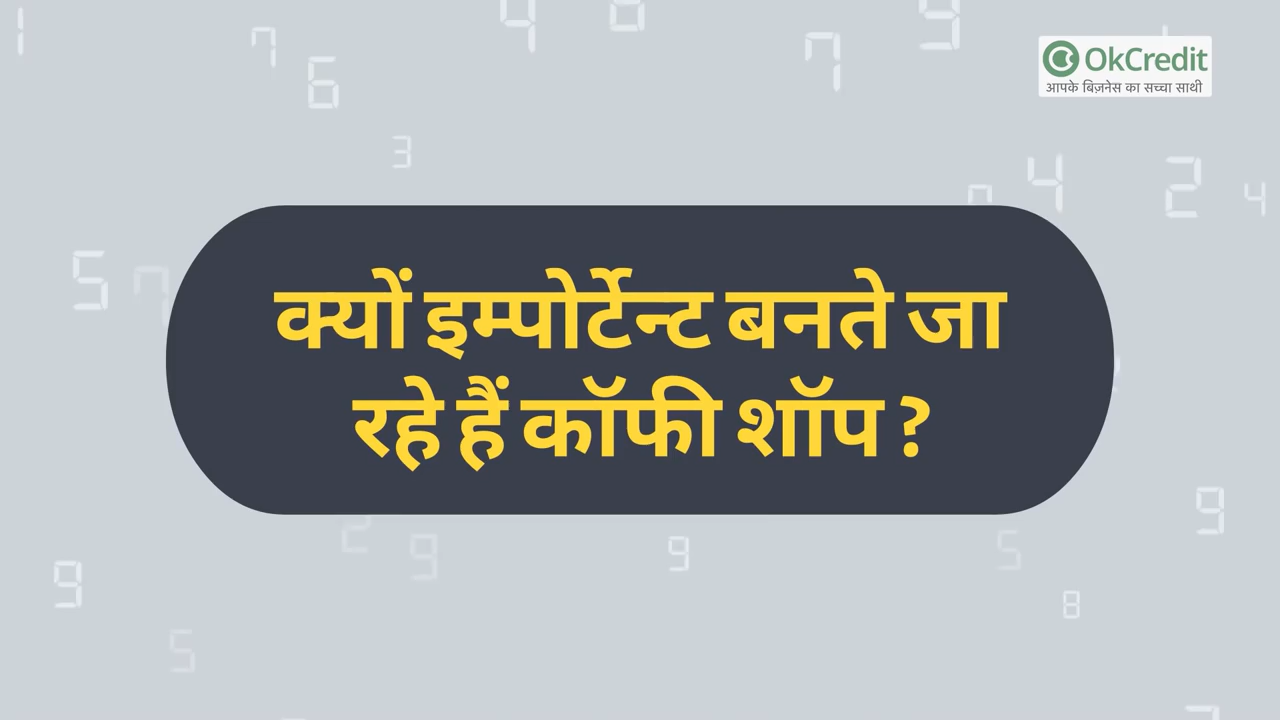 OkCredit
आपके बिज़नेस का सच्चा साथी
क्यों इम्पोर्टेन्ट बनते जा
रहे हैं कॉफी शॉप ?